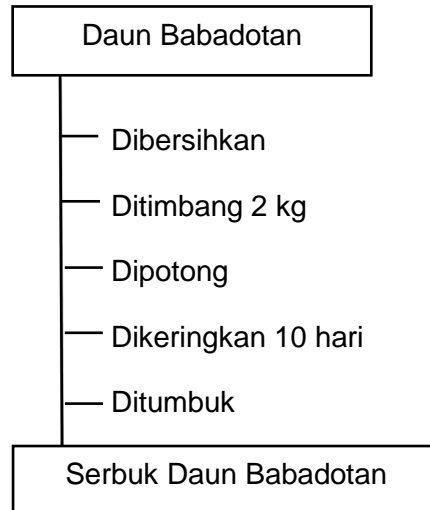 Daun Babadotan
Dibersihkan
Ditimbang 2 kg
Dipotong
Dikeringkan 10 hari
Ditumbuk
Serbuk Daun Babadotan